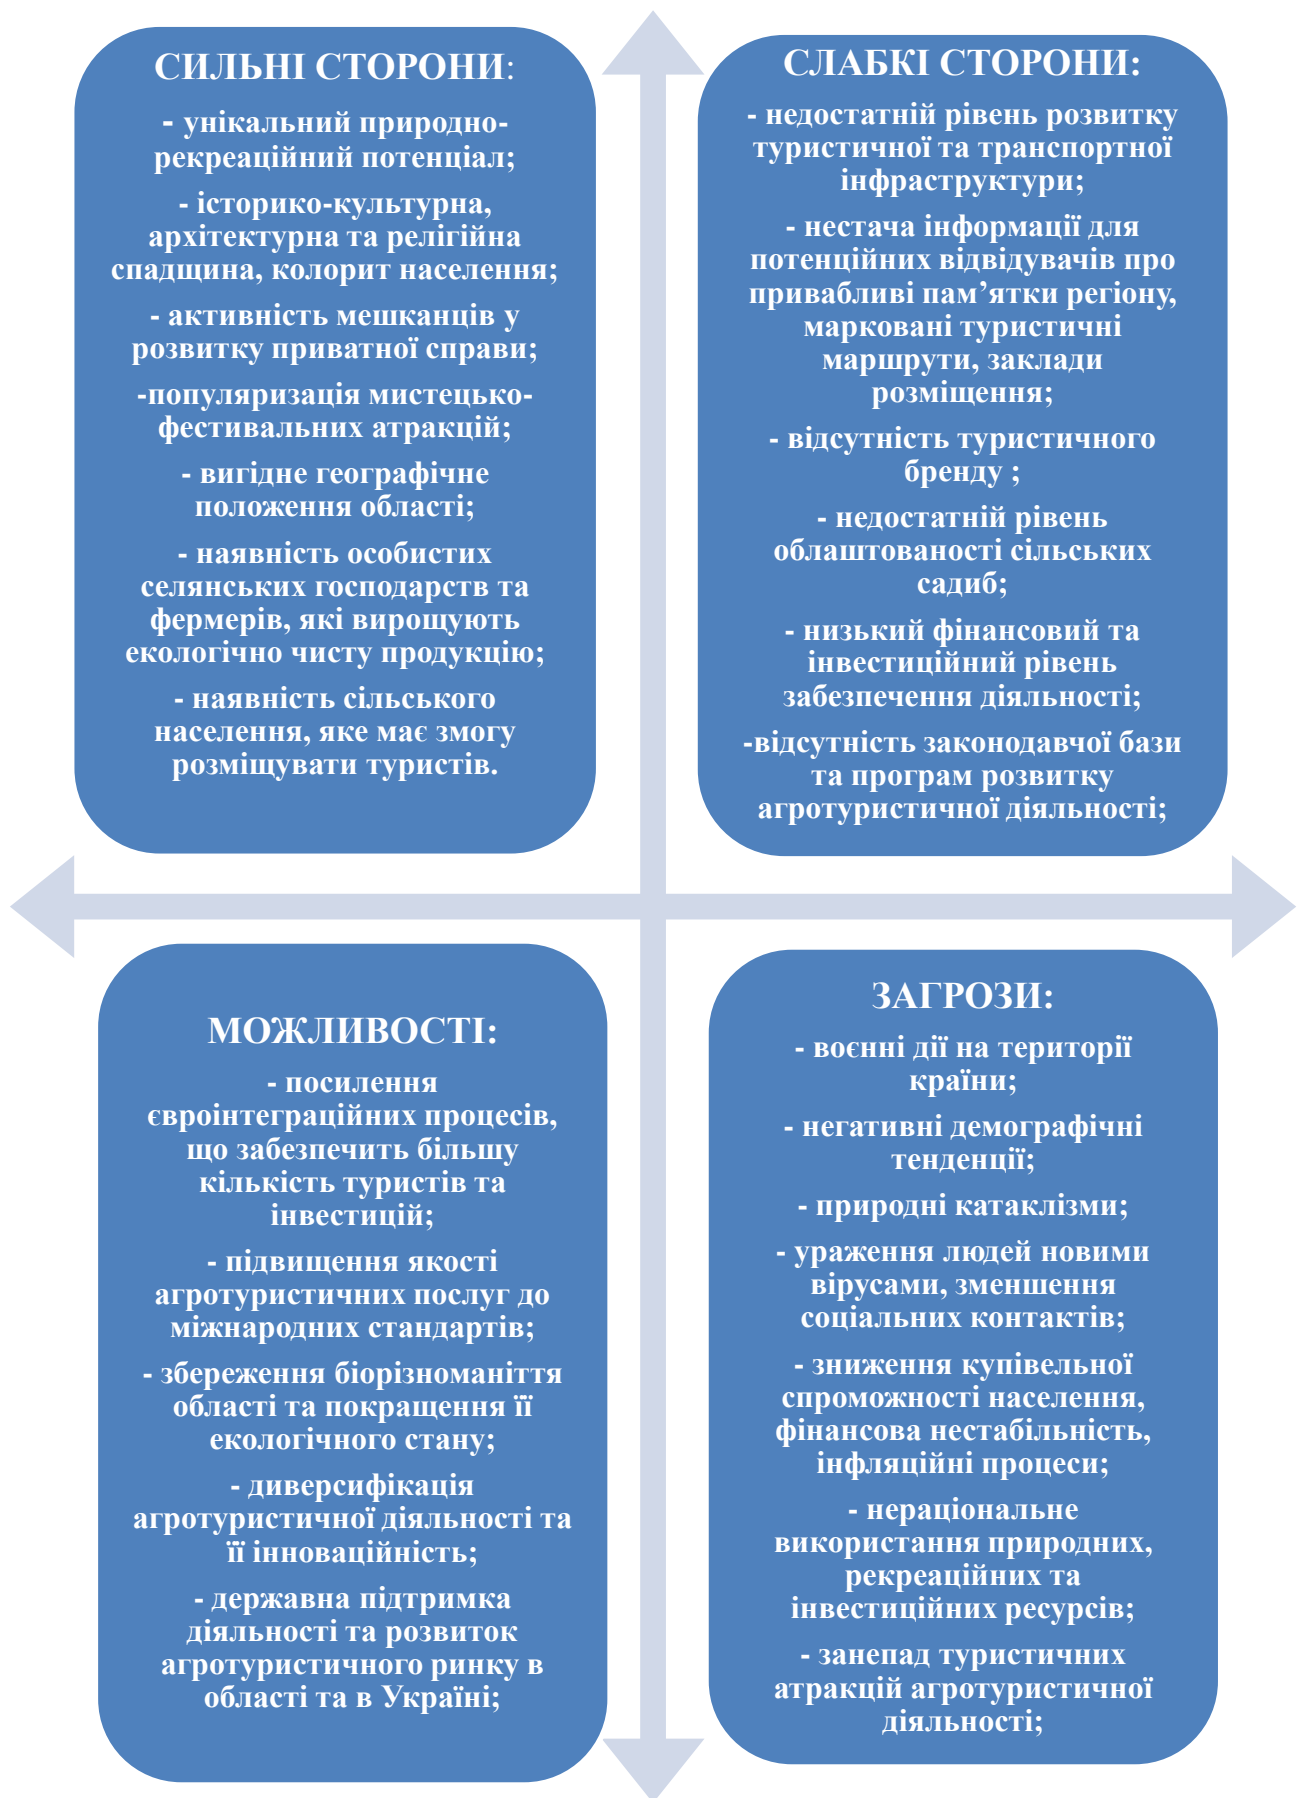 СИЛЬНІ СТОРОНИ:
- унікальний природно-
рекреаційний потенціал;
- історико-культурна,
архітектурна та релігійна
спадщина, колорит населення;
- активність мешканців у
розвитку приватної справи;
-популяризація мистецько-
фестивальних атракцій;
- вигідне географічне
положення області;
- наявність особистих
селянських господарств та
фермерів, які вирощують
екологічно чисту продукцію;
- наявність сільського
населення, яке має змогу
розміщувати туристів.
СЛАБКІ СТОРОНИ:
- недостатній рівень розвитку
туристичної та транспортної
інфраструктури;
- нестача інформації для
потенційних відвідувачів про
привабливі пам’ятки регіону,
марковані туристичні
маршрути, заклади
розміщення;
- відсутність туристичного
бренду ;
- недостатній рівень
облаштованості сільських
садиб;
- низький фінансовий та
інвестиційний рівень
забезпечення діяльності;
-відсутність законодавчої бази
та програм розвитку
агротуристичної діяльності;
МОЖЛИВОСТІ:
- посилення
євроінтеграційних процесів,
що забезпечить більшу
кількість туристів та
інвестицій;
- підвищення якості
агротуристичних послуг до
міжнародних стандартів;
- збереження біорізноманіття
області та покращення її
екологічного стану;
- диверсифікація
агротуристичної діяльності та
її інноваційність;
- державна підтримка
діяльності та розвиток
агротуристичного ринку в
області та в Україні;
ЗАГРОЗИ:
- воєнні дії на території
країни;
- негативні демографічні
тенденції;
- природні катаклізми;
- ураження людей новими
вірусами, зменшення
соціальних контактів;
- зниження купівельної
спроможності населення,
фінансова нестабільність,
інфляційні процеси;
- нераціональне
використання природних,
рекреаційних та
інвестиційних ресурсів;
- занепад туристичних
атракцій агротуристичної
діяльності;